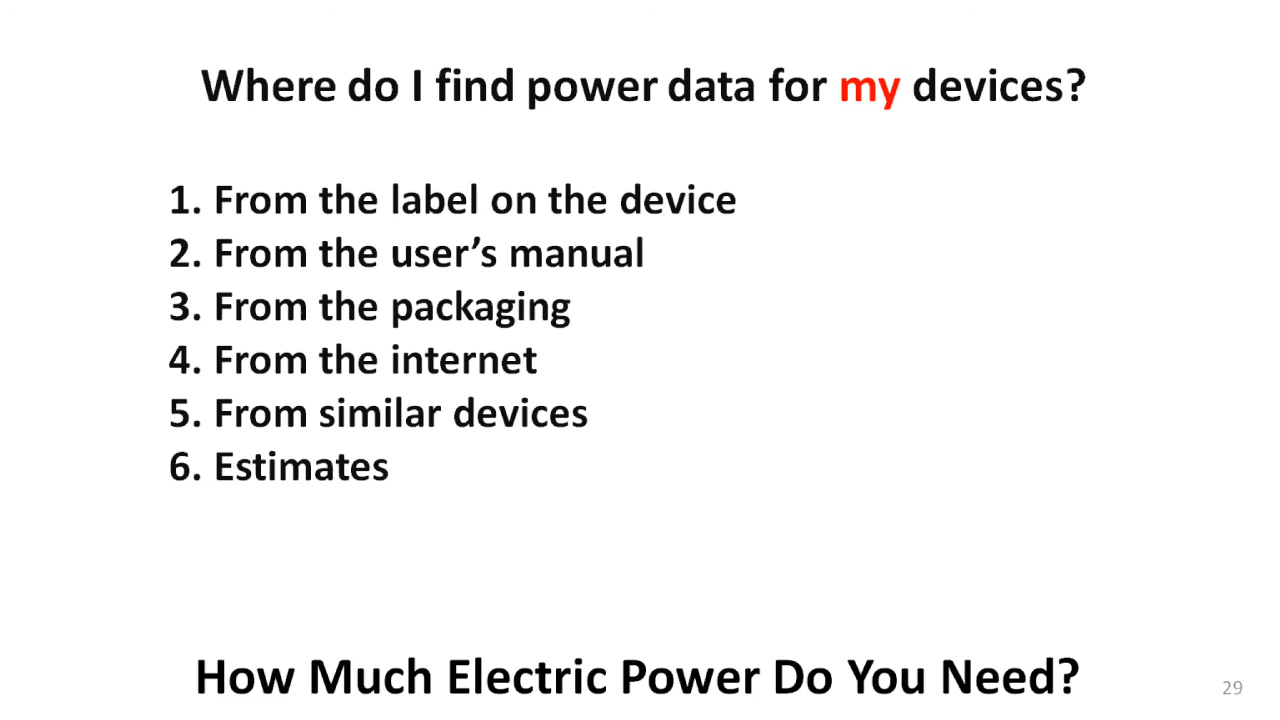 Where do I find power data for my devices?
1. From the label on the device
2. From the user’s manual
3. From the packaging
4. From the internet
5. From similar devices
6. Estimates
How Much Electric Power Do You Need?
29